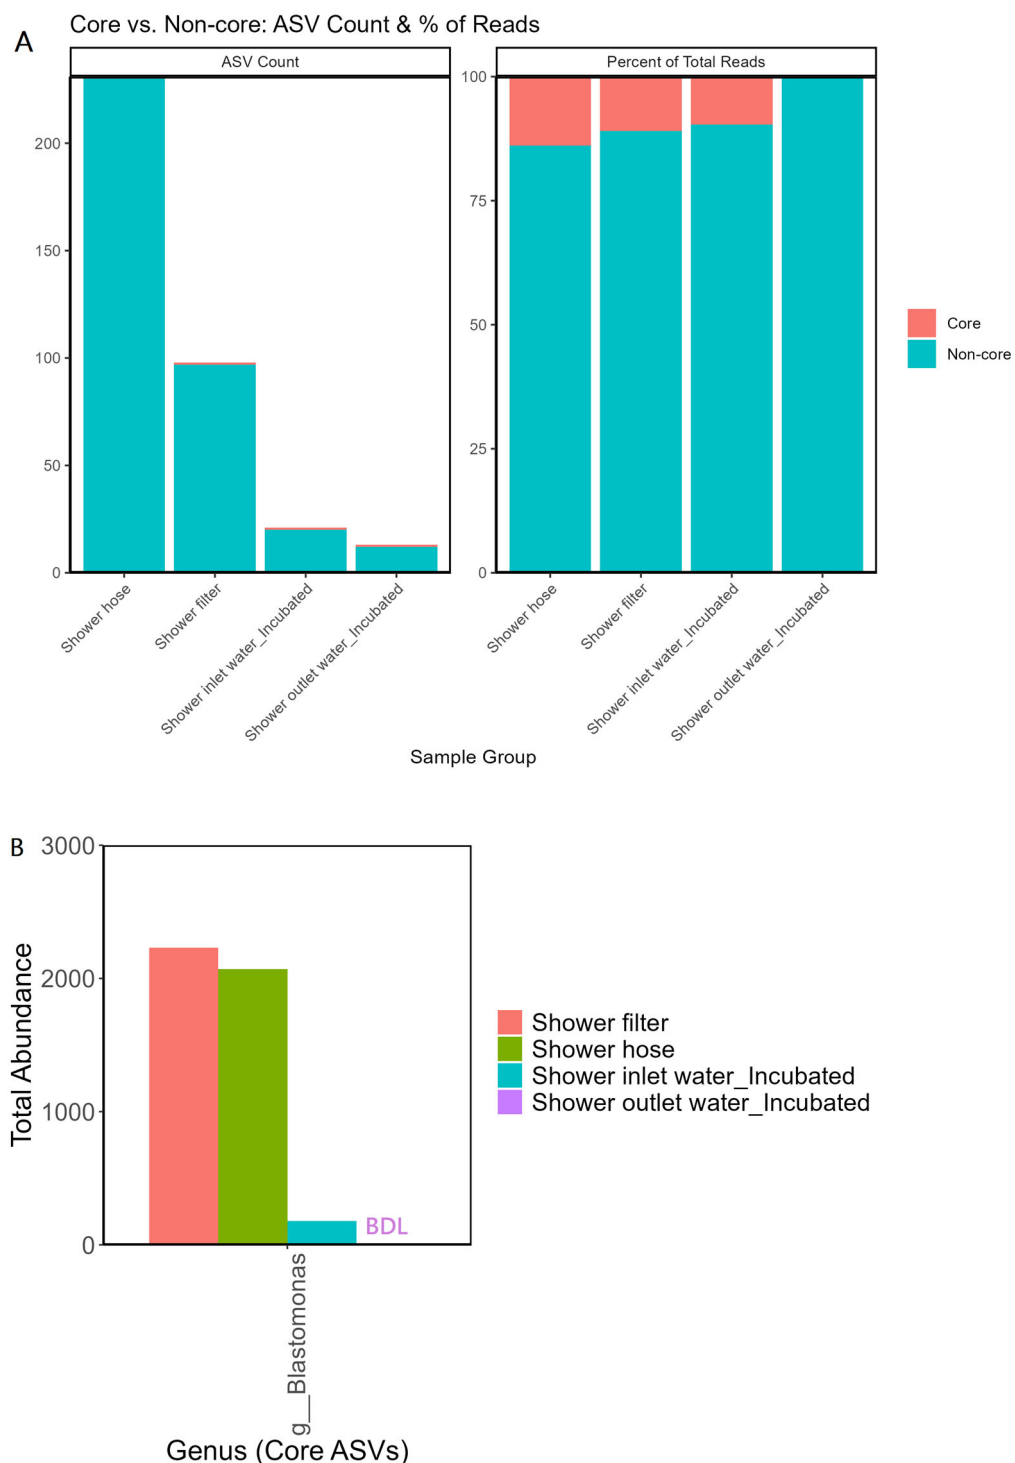 A
Core vs. Non-core: ASV Count & % of Reads
ASV Count
Percent of Total Reads
200
150
100
50
0
100
75
50
25
0
Shower hose
Shower filter
Shower inlet water_Incubated
Shower outlet water_Incubated
Shower hose
Shower filter
Shower inlet water_Incubated
Shower outlet water_Incubated
Sample Group
Core
Non-core
B
Total Abundance
3000
2000
1000
0
BDL
g__Blastomonas
Genus (Core ASVs)
Shower filter
Shower hose
Shower inlet water_Incubated
Shower outlet water_Incubated